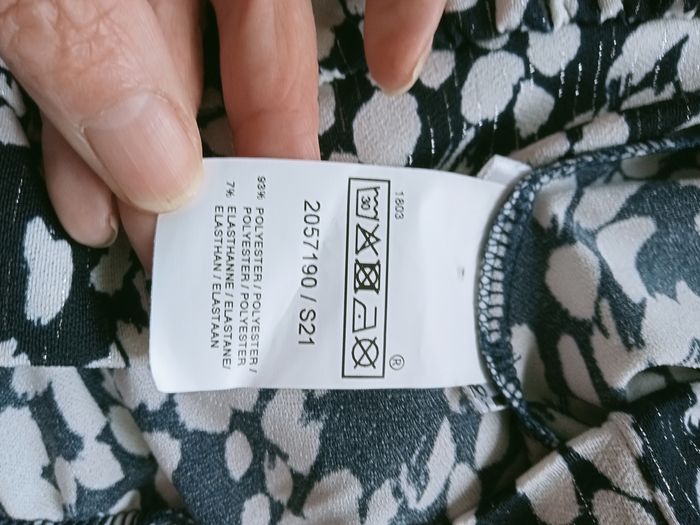 1803
30
®
2057190 / S21
93% POLYESTER / POLYESTER /
POLYESTER / POLYESTER
7% ELASTHANNE / ELASTANE/
ELASTHAN / ELASTAAN